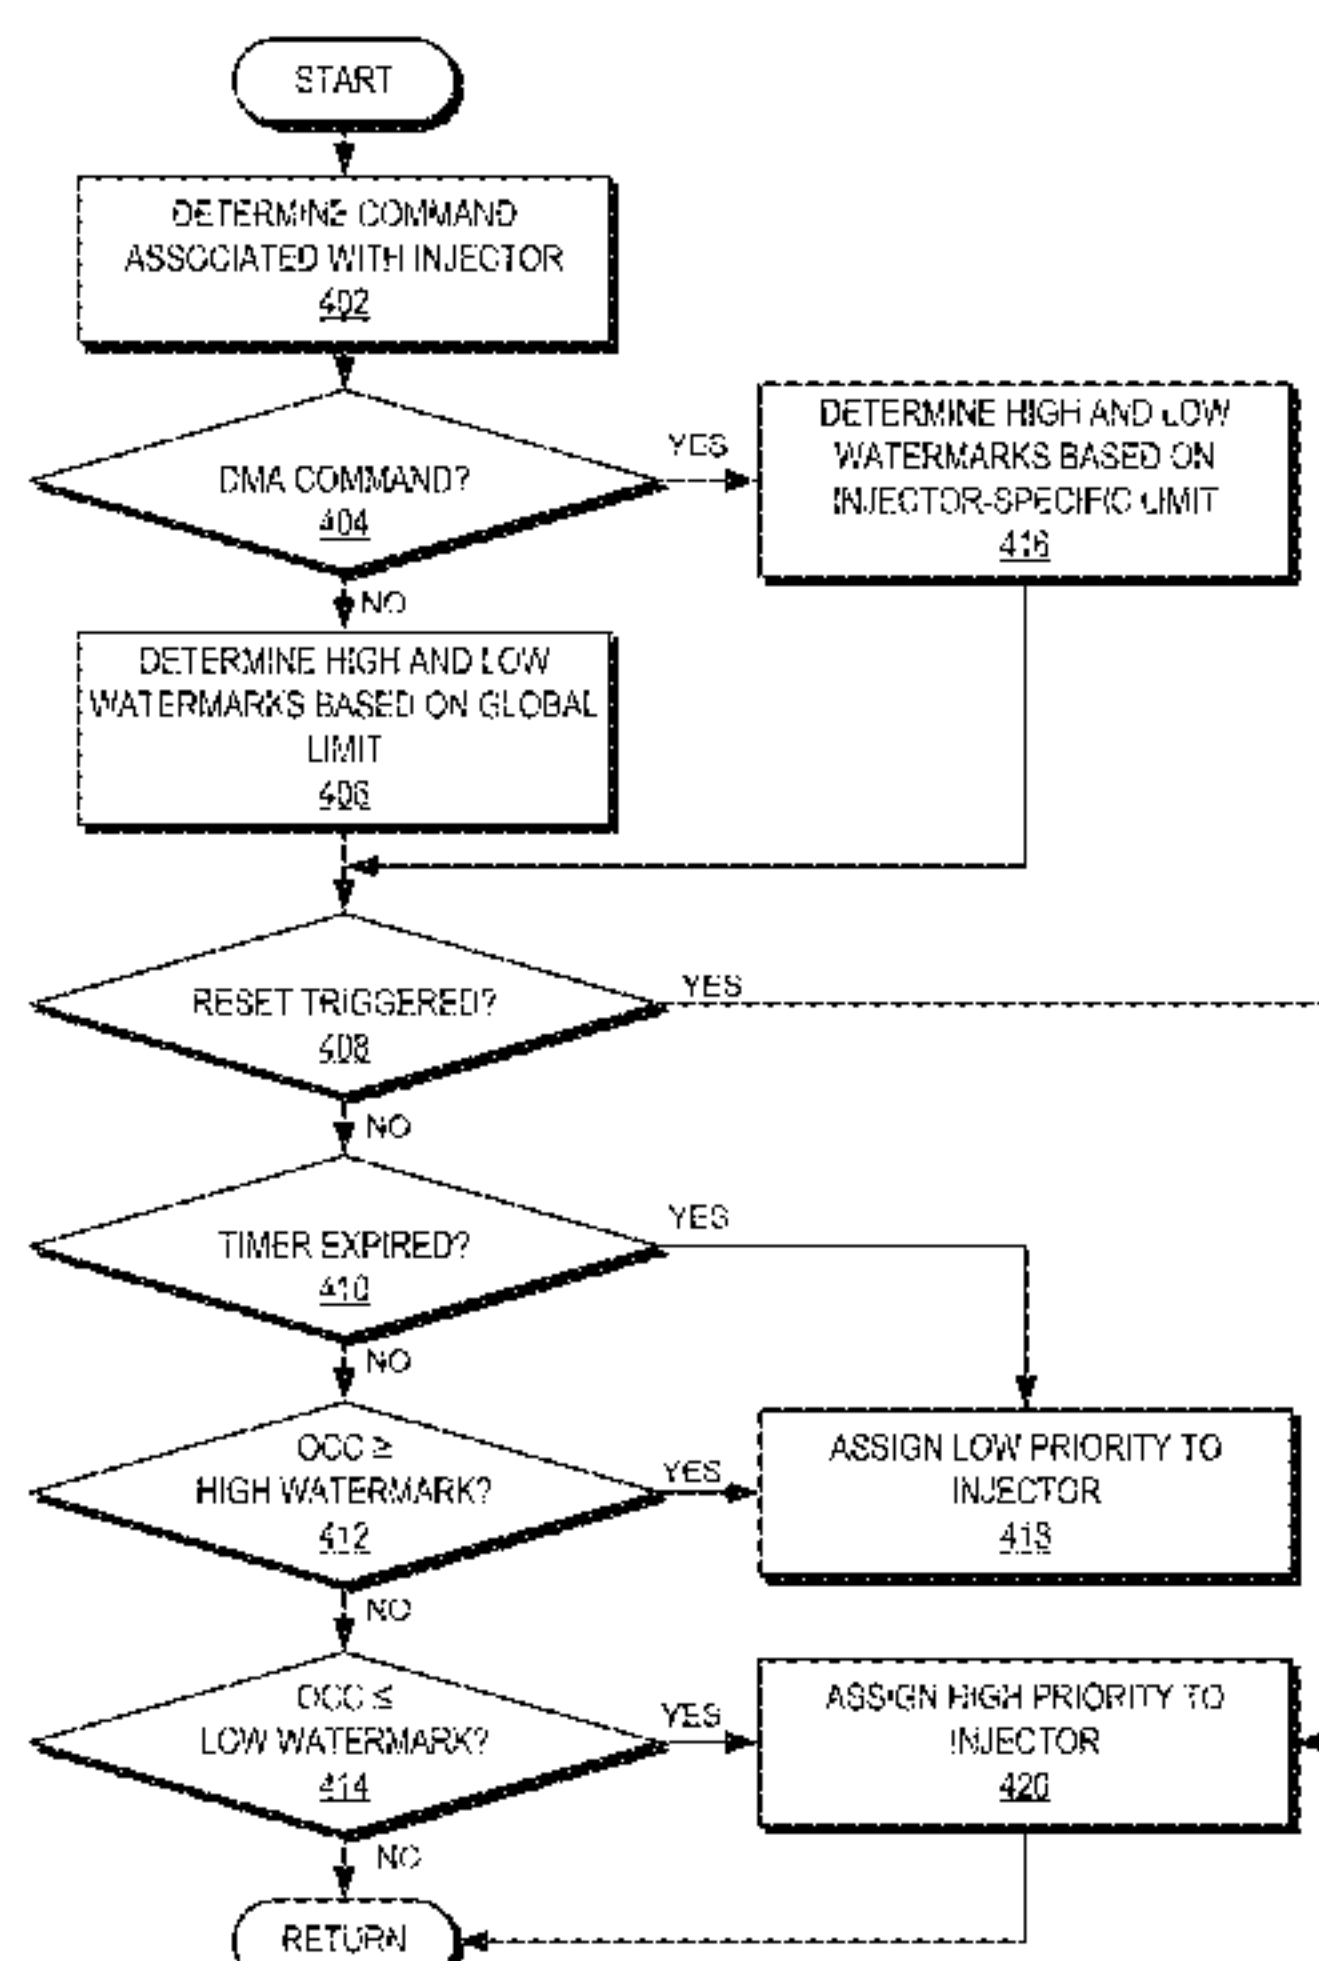 START
DETERMINE COMMAND
ASSOCIATED WITH INJECTOR
402
DMA COMMAND?
404
YES
DETERMINE HIGH AND LOW
WATERMARKS BASED ON
INJECTOR-SPECIFIC LIMIT
416
NO
DETERMINE HIGH AND LOW
WATERMARKS BASED ON GLOBAL
LIMIT
406
RESET TRIGGERED?
408
YES
NO
TIMER EXPIRED?
410
YES
NO
OCC ≥
HIGH WATERMARK?
412
YES
ASSIGN LOW PRIORITY TO
INJECTOR
418
NO
OCC ≤
LOW WATERMARK?
414
YES
ASSIGN HIGH PRIORITY TO
INJECTOR
420
NO
RETURN